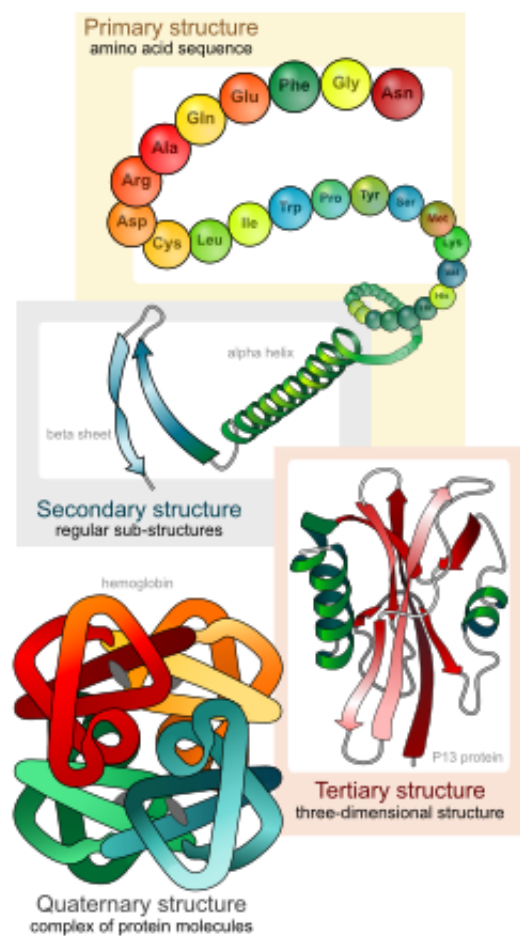 Primary structure
amino acid sequence
Asn
Gly
Phe
Glu
Gln
Ala
Arg
Asp
Cys
Leu
Ile
Trp
Pro
Tyr
Ser
Met
Lys
Val
His
alpha helix
beta sheet
Secondary structure
regular sub-structures
P13 protein
Tertiary structure
three-dimensional structure
hemoglobin
Quaternary structure
complex of protein molecules